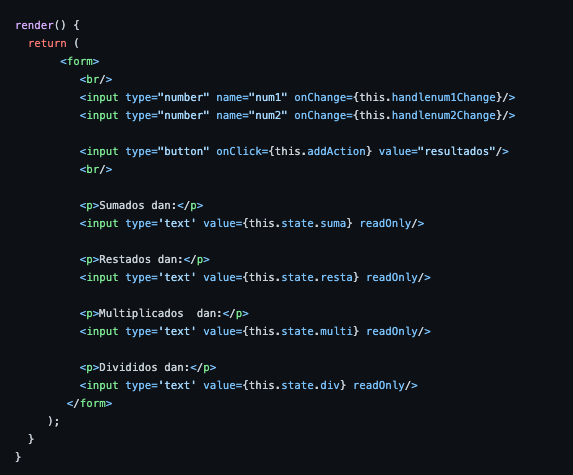 render() {
return (
<form>
<br/>
<input type="number" name="num1" onChange={this.handlenum1Change}/>
<input type="number" name="num2" onChange={this.handlenum2Change}/>
<input type="button" onClick={this.addAction} value="resultados"/>
<br/>
<p>Sumados dan:</p>
<input type='text' value={this.state.suma} readOnly/>
<p>Restados dan:</p>
<input type='text' value={this.state.resta} readOnly/>
<p>Multiplicados  dan:</p>
<input type='text' value={this.state.multi} readOnly/>
<p>Divididos dan:</p>
<input type='text' value={this.state.div} readOnly/>
</form>
);
}
}